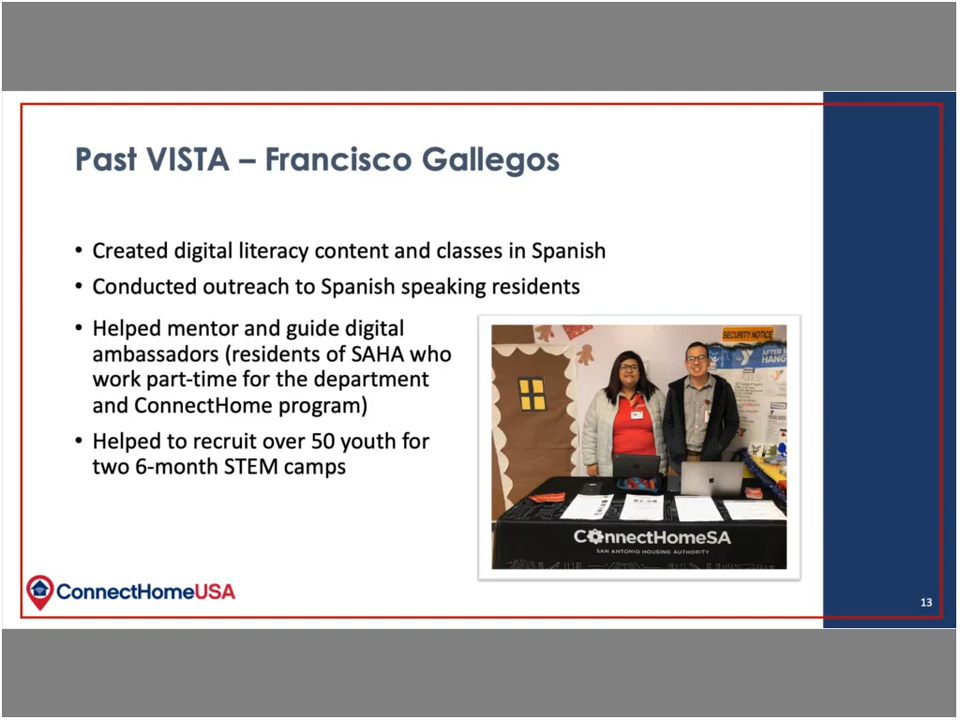 Past VISTA – Francisco Gallegos
• Created digital literacy content and classes in Spanish
• Conducted outreach to Spanish speaking residents
• Helped mentor and guide digital
ambassadors (residents of SAHA who
work part-time for the department
and ConnectHome program)
• Helped to recruit over 50 youth for
two 6-month STEM camps
SECURITY NOTICE
AFTER S
HANG
ConnectHomeSA
SAN ANTONIO HOUSING AUTHORITY
ConnectHomeUSA
13